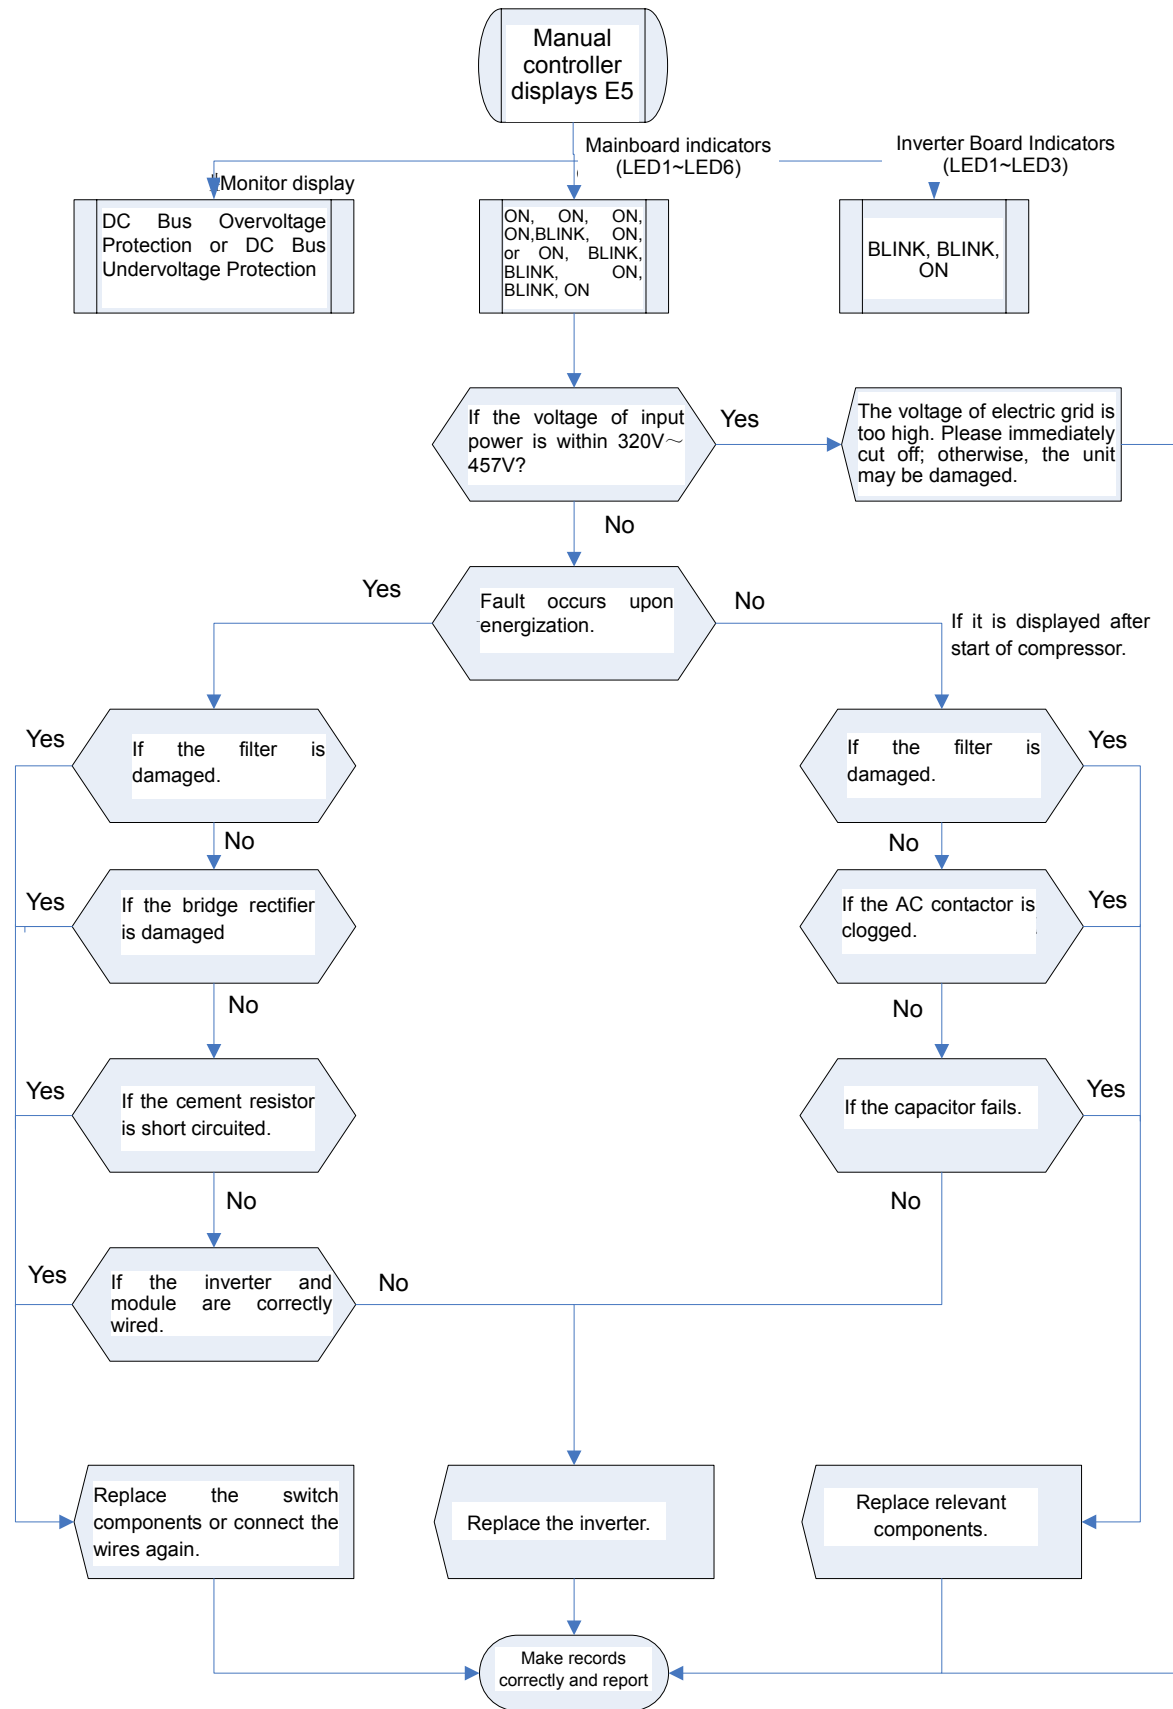 Manual
controller
displays E5
Mainboard indicators
(LED1~LED6)
Inverter Board Indicators
(LED1~LED3)
Monitor display
DC Bus Overvoltage
Protection or DC Bus
Undervoltage Protection
ON, ON, ON,
ON,BLINK, ON,
or ON, BLINK,
BLINK, ON,
BLINK, ON
BLINK, BLINK,
ON
If the voltage of input
power is within 320V～
457V?
Yes
The voltage of electric grid is
too high. Please immediately
cut off; otherwise, the unit
may be damaged.
No
Yes
Fault occurs upon
energization.
No
If it is displayed after
start of compressor.
Yes
If the filter is
damaged.
If the filter is
damaged.
Yes
No
No
Yes
If the bridge rectifier
is damaged
If the AC contactor is
clogged.
Yes
No
No
Yes
If the cement resistor
is short circuited.
If the capacitor fails.
Yes
No
No
Yes
If the inverter and
module are correctly
wired.
No
Replace the switch
components or connect the
wires again.
Replace the inverter.
Replace relevant
components.
Make records
correctly and report